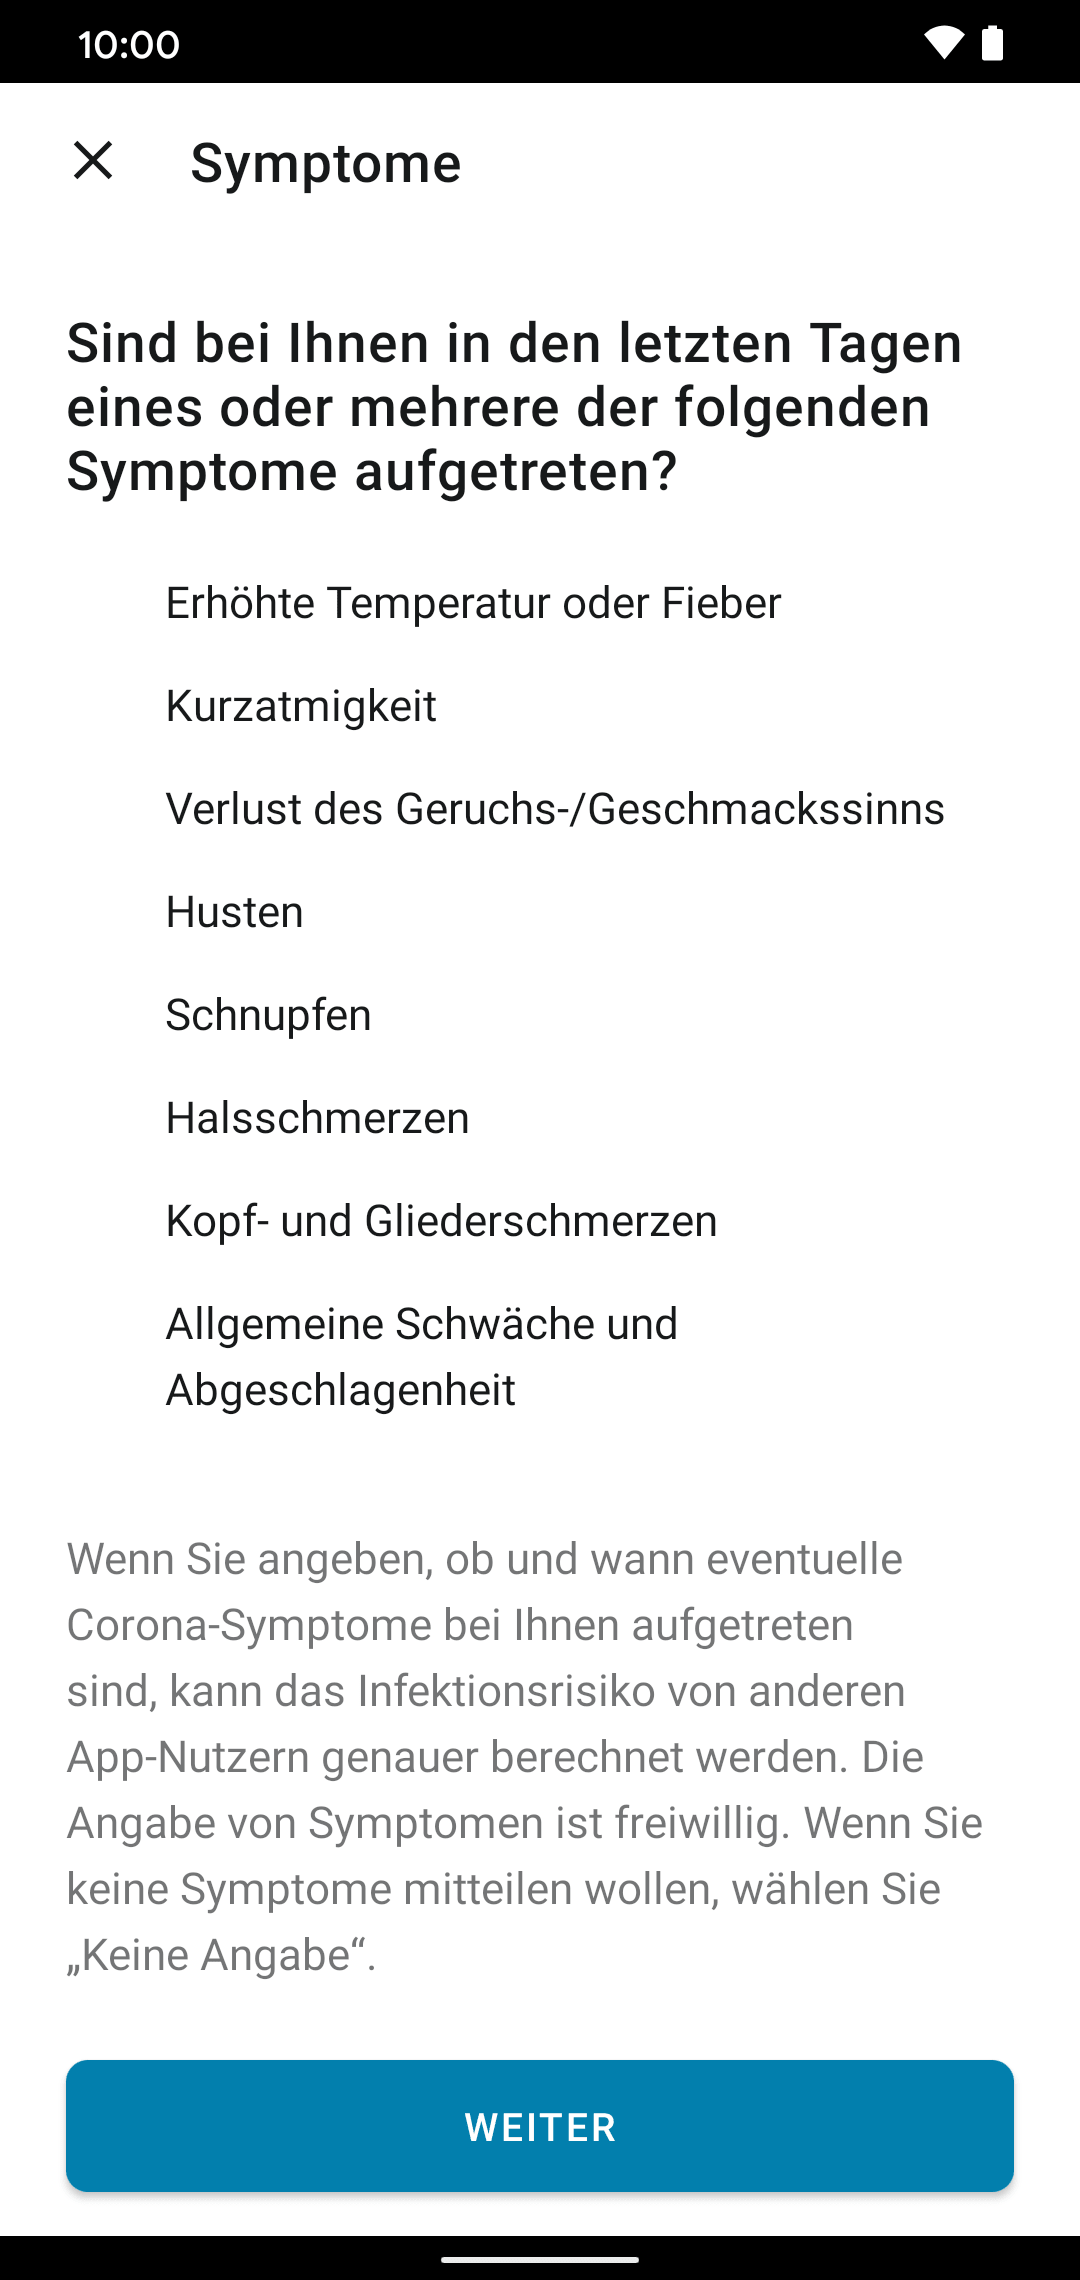 10:00
Symptome
Sind bei Ihnen in den letzten Tagen
eines oder mehrere der folgenden
Symptome aufgetreten?
Erhöhte Temperatur oder Fieber
Kurzatmigkeit
Verlust des Geruchs-/Geschmackssinns
Husten
Schnupfen
Halsschmerzen
Kopf- und Gliederschmerzen
Allgemeine Schwäche und
Abgeschlagenheit
Wenn Sie angeben, ob und wann eventuelle
Corona-Symptome bei Ihnen aufgetreten
sind, kann das Infektionsrisiko von anderen
App-Nutzern genauer berechnet werden. Die
Angabe von Symptomen ist freiwillig. Wenn Sie
keine Symptome mitteilen wollen, wählen Sie
„Keine Angabe“.
WEITER